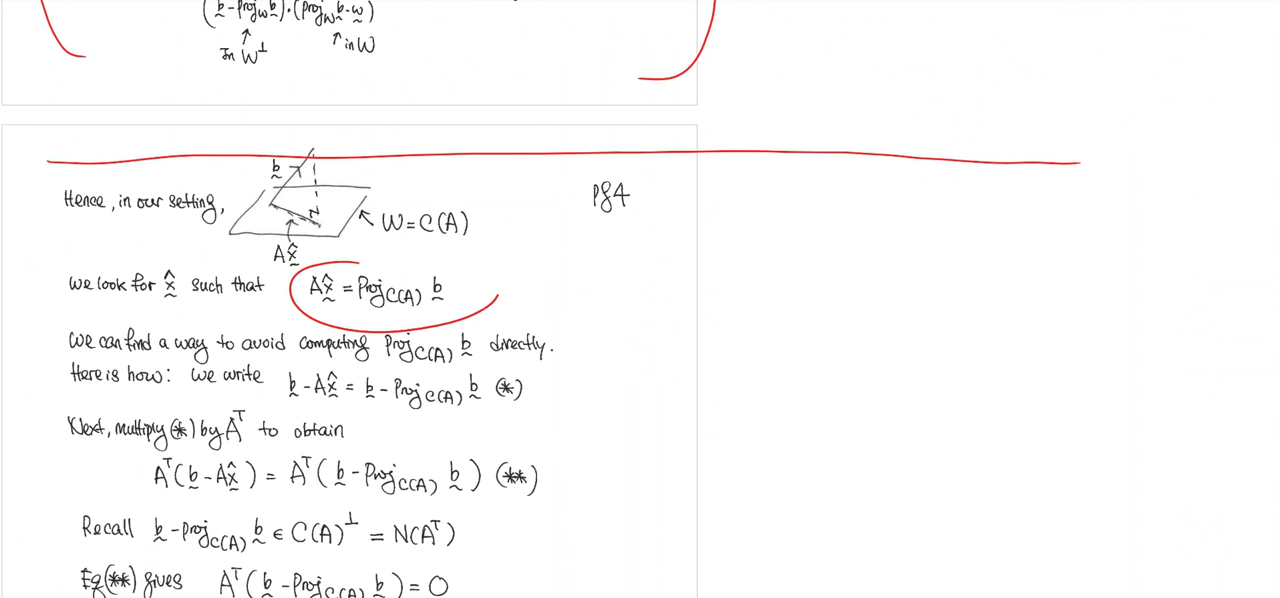 (b - Proj_W b) · (Proj_W b - w)
↑ ↑ in W
In W^⊥
Hence, in our setting,
b
W = C(A)
Ax̂
pg 4
We look for x̂ such that Ax̂ = Proj_C(A) b
We can find a way to avoid computing Proj_C(A) b directly.
Here is how: We write b - Ax̂ = b - Proj_C(A) b (*)
Next, multiply (*) by A^T to obtain
A^T(b - Ax̂) = A^T(b - Proj_C(A) b) (**)
Recall b - Proj_C(A) b ∈ C(A)^⊥ = N(A^T)
Eq(**) gives A^T(b - Proj_C(A) b) = 0